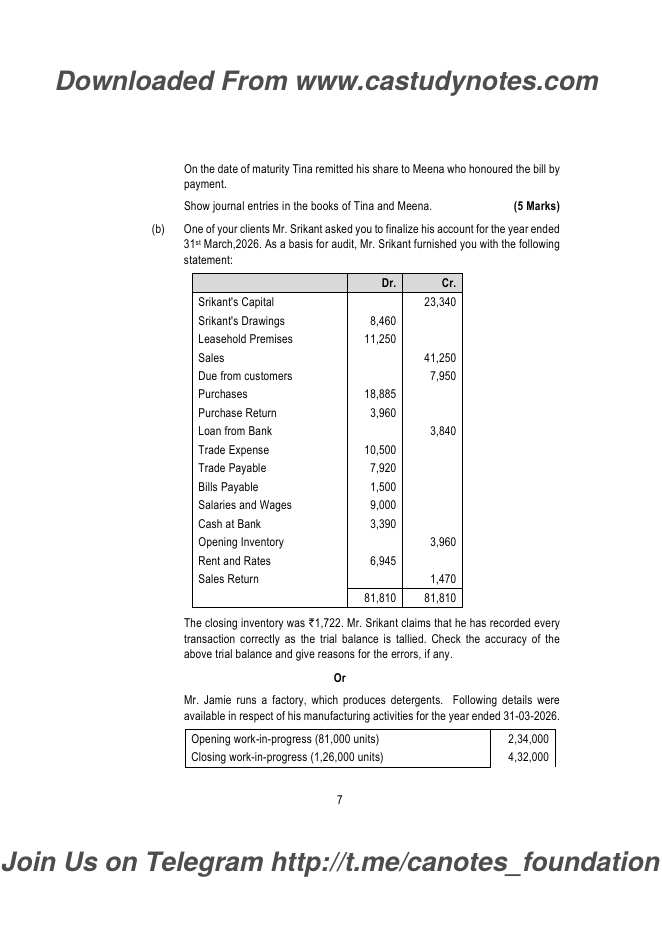 Downloaded From www.castudynotes.com
On the date of maturity Tina remitted his share to Meena who honoured the bill by
payment.
Show journal entries in the books of Tina and Meena. (5 Marks)
(b) One of your clients Mr. Srikant asked you to finalize his account for the year ended
31st March,2026. As a basis for audit, Mr. Srikant furnished you with the following
statement:
Dr. Cr.
Srikant's Capital 23,340
Srikant's Drawings 8,460
Leasehold Premises 11,250
Sales 41,250
Due from customers 7,950
Purchases 18,885
Purchase Return 3,960
Loan from Bank 3,840
Trade Expense 10,500
Trade Payable 7,920
Bills Payable 1,500
Salaries and Wages 9,000
Cash at Bank 3,390
Opening Inventory 3,960
Rent and Rates 6,945
Sales Return 1,470
81,810 81,810
The closing inventory was ₹1,722. Mr. Srikant claims that he has recorded every
transaction correctly as the trial balance is tallied. Check the accuracy of the
above trial balance and give reasons for the errors, if any.
Or
Mr. Jamie runs a factory, which produces detergents. Following details were
available in respect of his manufacturing activities for the year ended 31-03-2026.
Opening work-in-progress (81,000 units) 2,34,000
Closing work-in-progress (1,26,000 units) 4,32,000
7
Join Us on Telegram http://t.me/canotes_foundation